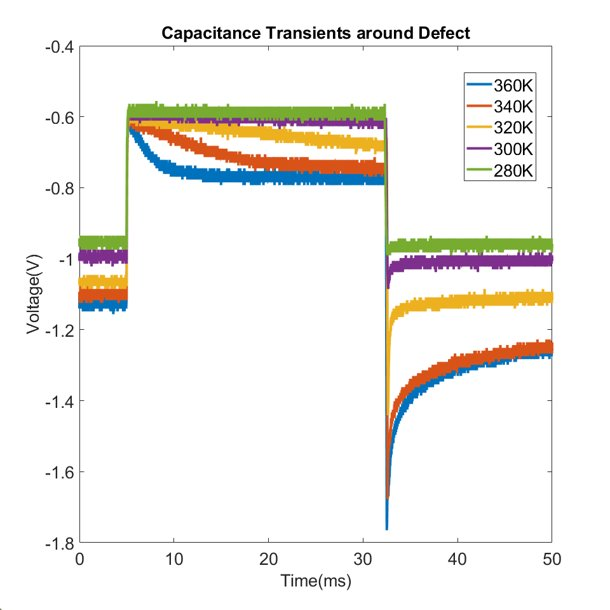 Capacitance Transients around Defect
-0.4
-0.6
-0.8
-1
-1.2
-1.4
-1.6
-1.8
Voltage(V)
360K
340K
320K
300K
280K
0 10 20 30 40 50
Time(ms)